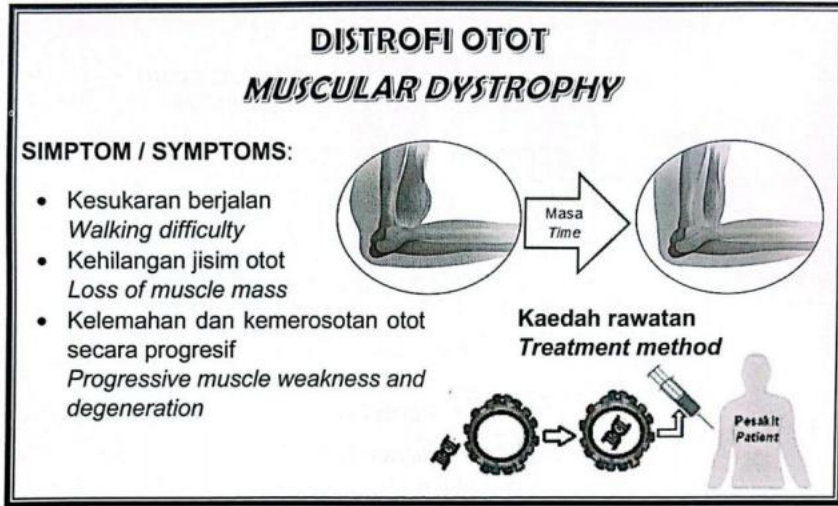 DISTROFI OTOT
MUSCULAR DYSTROPHY
SIMPTOM / SYMPTOMS:
• Kesukaran berjalan
Walking difficulty
• Kehilangan jisim otot
Loss of muscle mass
• Kelemahan dan kemerosotan otot
secara progresif
Progressive muscle weakness and
degeneration
Masa
Time
Kaedah rawatan
Treatment method
Pesakit
Patient